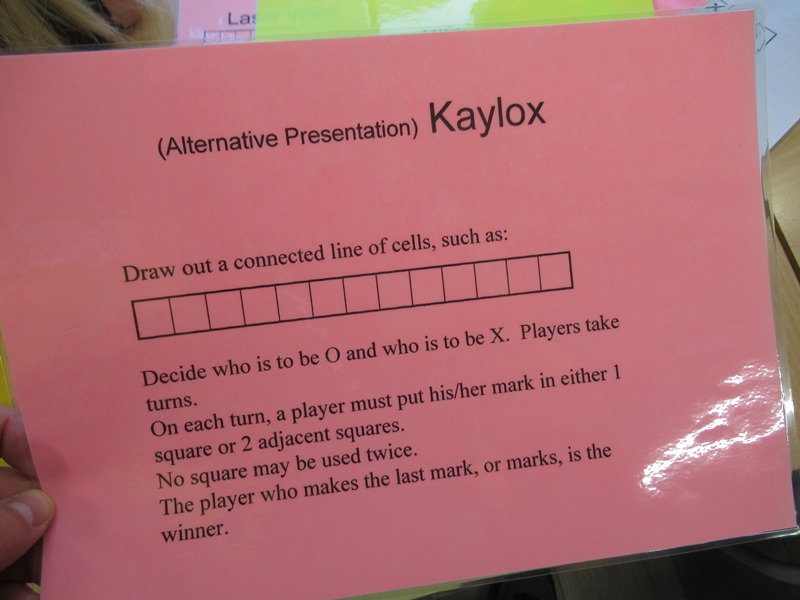 (Alternative Presentation) Kaylox
Draw out a connected line of cells, such as:
Decide who is to be O and who is to be X. Players take
turns.
On each turn, a player must put his/her mark in either 1
square or 2 adjacent squares.
No square may be used twice.
The player who makes the last mark, or marks, is the
winner.